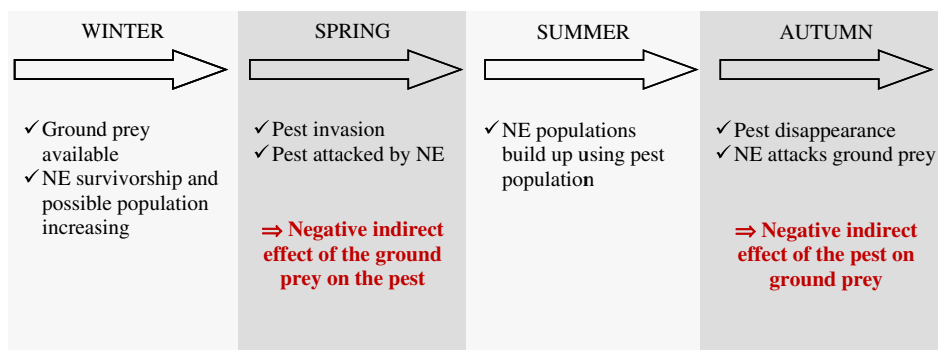 WINTER
✓ Ground prey
available
✓ NE survivorship and
possible population
increasing
SPRING
✓ Pest invasion
✓ Pest attacked by NE
⇒ Negative indirect
effect of the ground
prey on the pest
SUMMER
✓ NE populations
build up using pest
population
AUTUMN
✓ Pest disappearance
✓ NE attacks ground prey
⇒ Negative indirect
effect of the pest on
ground prey